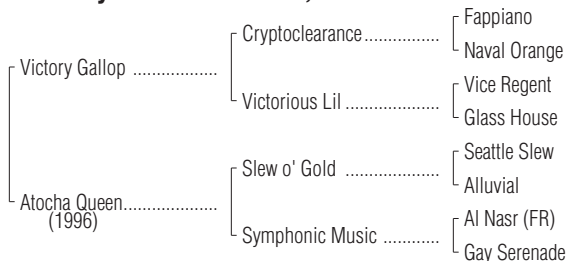 Fappiano
Cryptoclearance................
Naval Orange
Victory Gallop ..................
Vice Regent
Victorious Lil ....................
Glass House
Seattle Slew
Slew o' Gold ....................
Alluvial
Atocha Queen....................
(1996)
Al Nasr (FR)
Symphonic Music ............
Gay Serenade